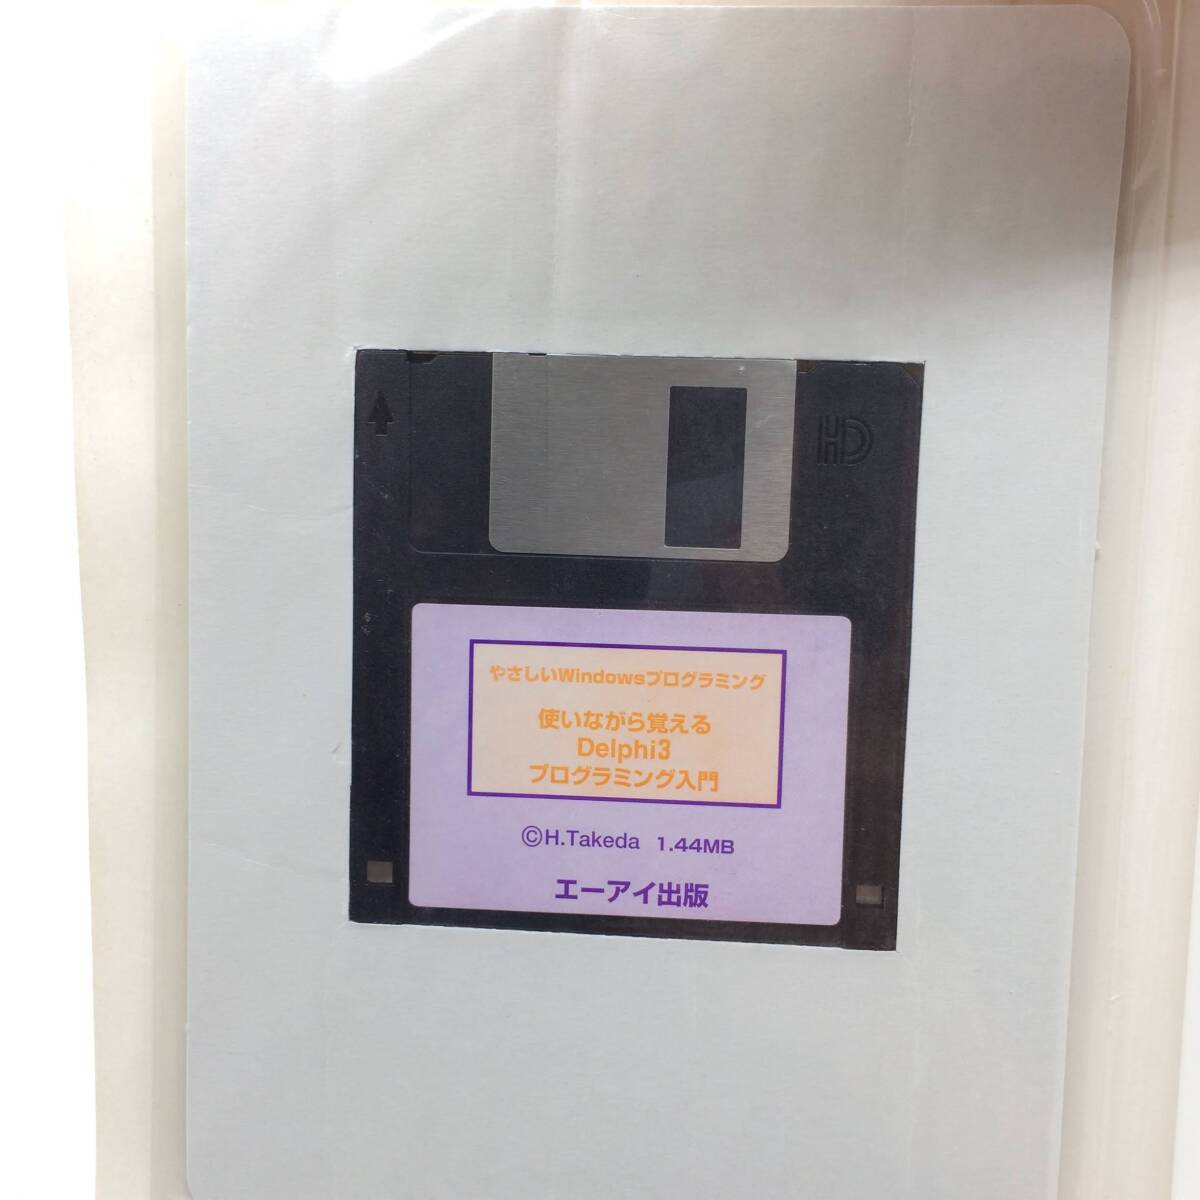 HD
やさしいWindowsプログラミング
使いながら覚える
Delphi3
プログラミング入門
©H.Takeda 1.44MB
エーアイ出版